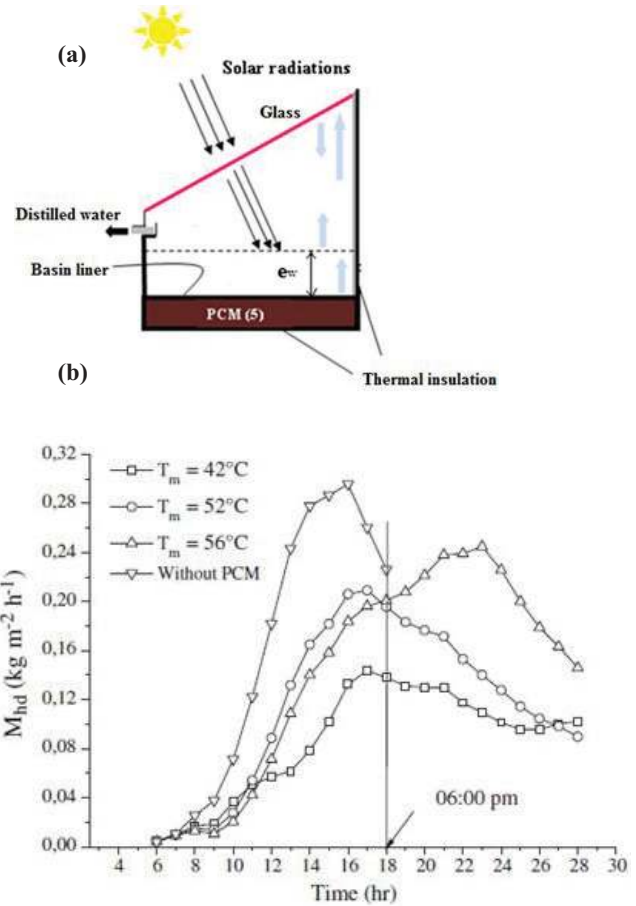 (a)
Solar radiations
Glass
Distilled water
Basin liner
ew
PCM (5)
Thermal insulation
(b)
0,32
0,28
0,24
0,20
0,16
0,12
0,08
0,04
0,00
Mhd (kg m-2 h-1)
Tm = 42°C
Tm = 52°C
Tm = 56°C
Without PCM
06:00 pm
4 6 8 10 12 14 16 18 20 22 24 26 28 30
Time (hr)